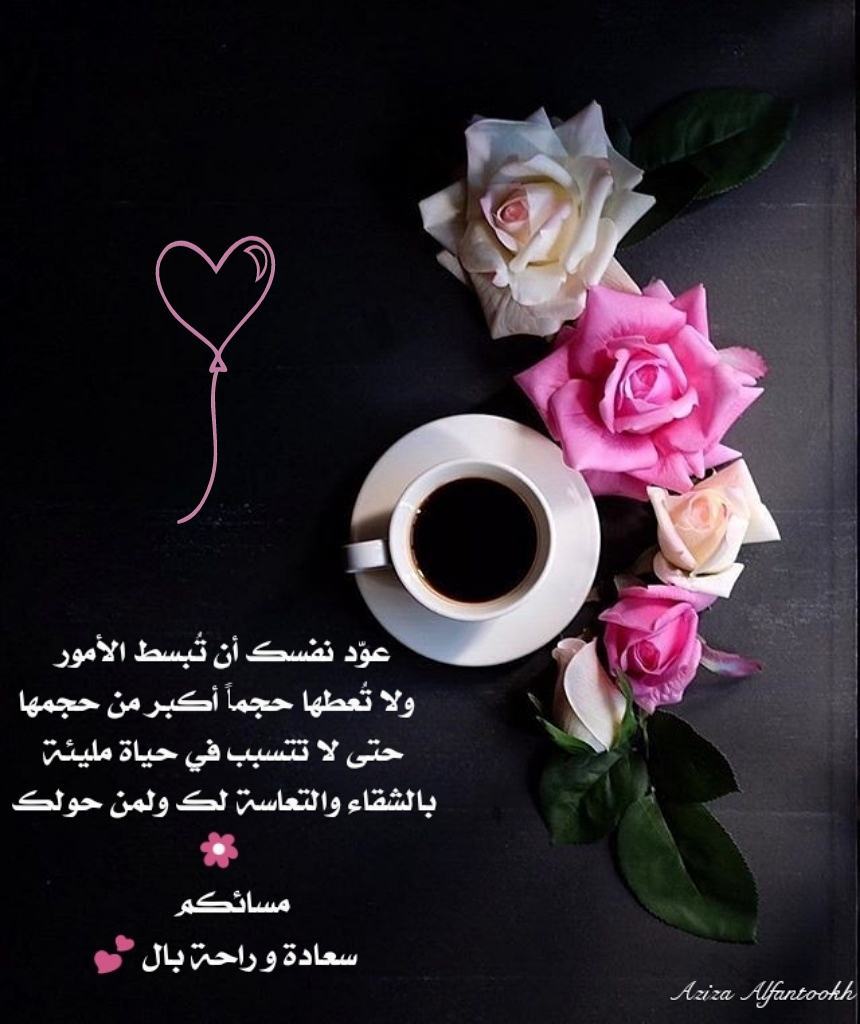 عوّد نفسك أن تُبسط الأمور
ولا تُعطها حجماً أكبر من حجمها
حتى لا تتسبب في حياة مليئة
بالشقاء والتعاسة لك ولمن حولك
🌸
مسائكم
سعادة وراحة بال 💕
Aziza Alfantookh